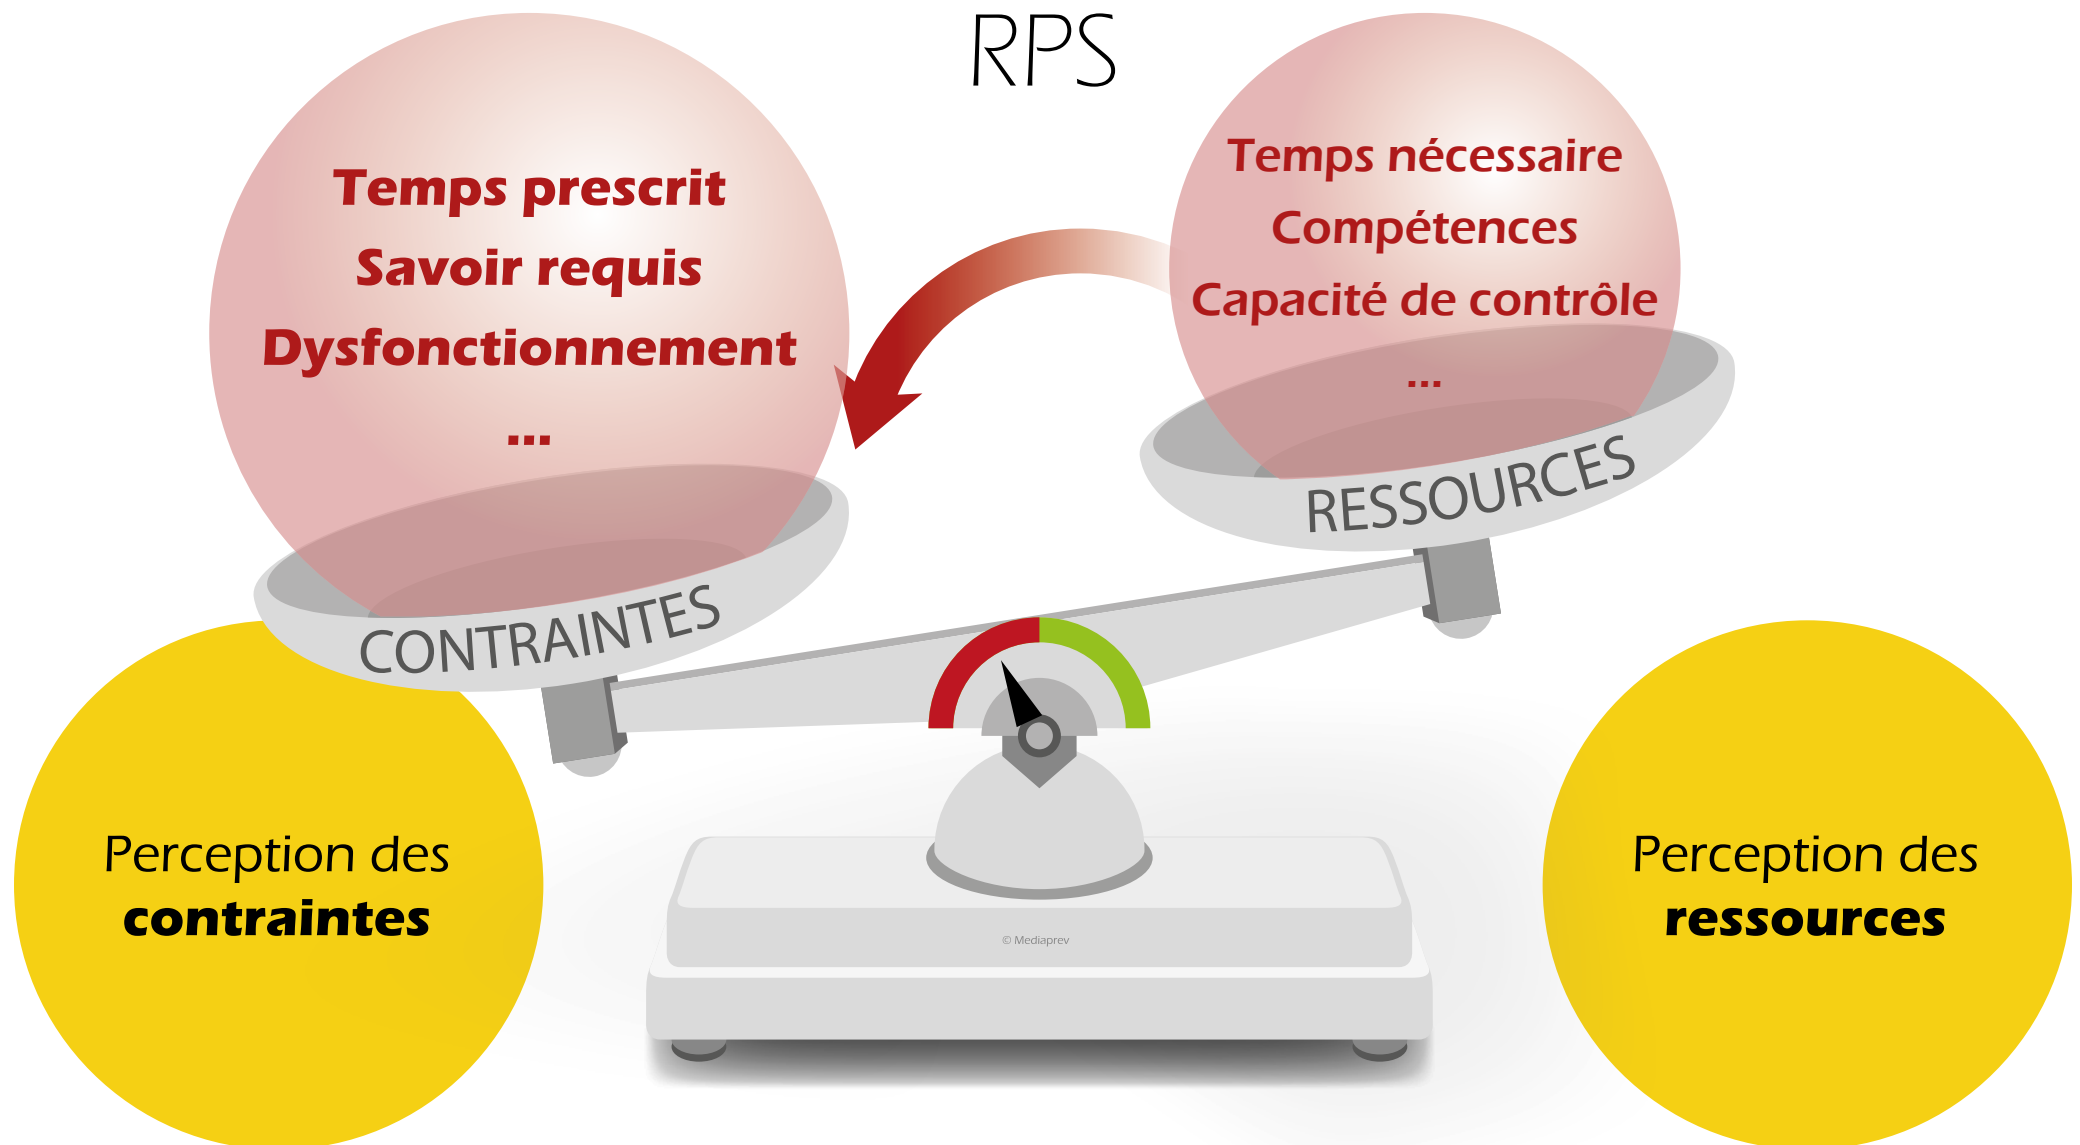 RPS
Temps prescrit
Savoir requis
Dysfonctionnement
...
Temps nécessaire
Compétences
Capacité de contrôle
...
CONTRAINTES
RESSOURCES
Perception des
contraintes
Perception des
ressources
© Mediaprev